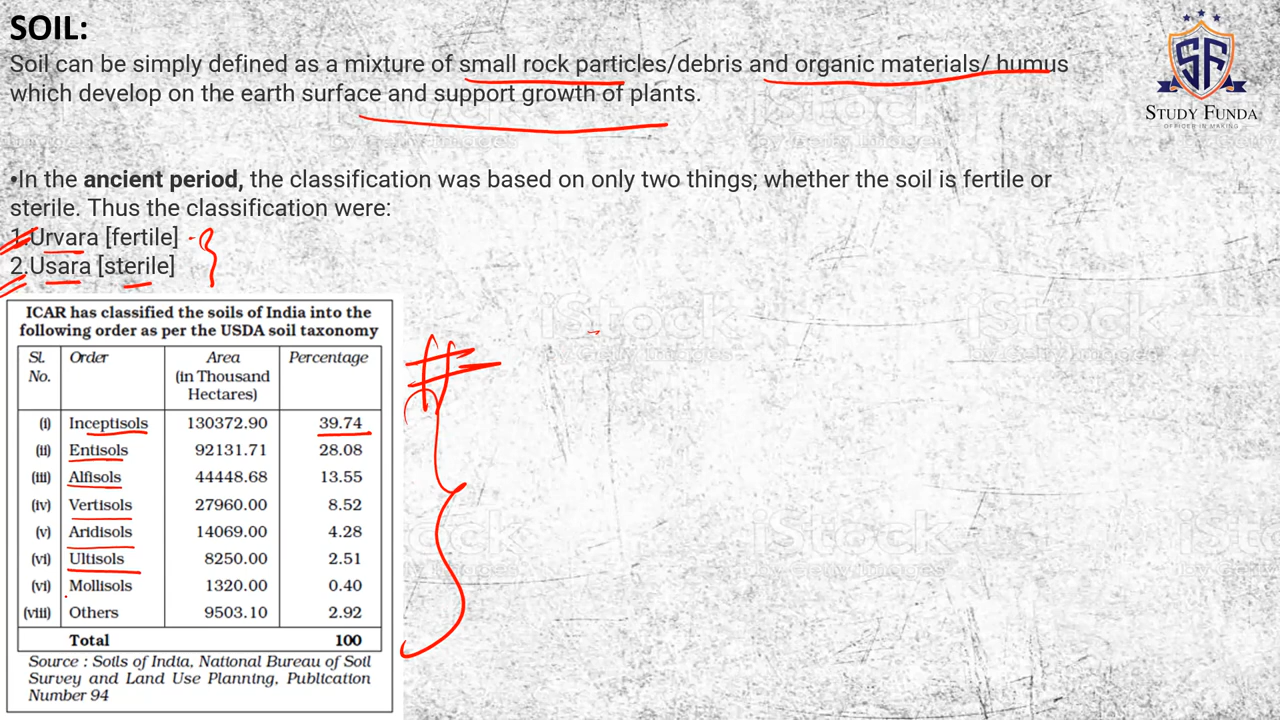 SOIL:
Soil can be simply defined as a mixture of small rock particles/debris and organic materials/ humus
which develop on the earth surface and support growth of plants.
SF
STUDY FUNDA
OFFICER IN MAKING
•In the ancient period, the classification was based on only two things; whether the soil is fertile or
sterile. Thus the classification were:
1.Urvara [fertile]
2.Usara [sterile]
ICAR has classified the soils of India into the
following order as per the USDA soil taxonomy
Sl. No. Order Area (in Thousand Hectares) Percentage
(i) Inceptisols 130372.90 39.74
(ii) Entisols 92131.71 28.08
(iii) Alfisols 44448.68 13.55
(iv) Vertisols 27960.00 8.52
(v) Aridisols 14069.00 4.28
(vi) Ultisols 8250.00 2.51
(vi) Mollisols 1320.00 0.40
(viii) Others 9503.10 2.92
Total 100
Source : Soils of India, National Bureau of Soil
Survey and Land Use Planning, Publication
Number 94
#
iStock
iStock